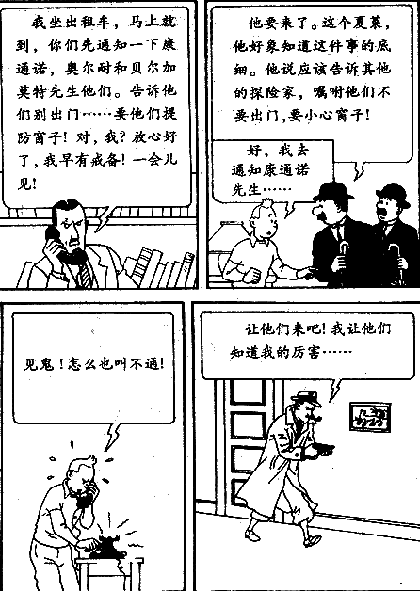 我坐出租车，马上就
到，你们先通知一下康
通诺，奥尔耐和贝尔加
莫特先生他们。告诉他
们别出门……要他们提
防窗子！对，我？放心好
了，我早有戒备！一会儿
见！
他要来了。这个夏莱，
他好象知道这件事的底
细。他说应该告诉其他
的探险家，嘱咐他们不
要出门，要小心窗子！
好，我去
通知康通诺
先生……
见鬼！怎么也叫不通！
让他们来吧！我让他们
知道我的厉害……